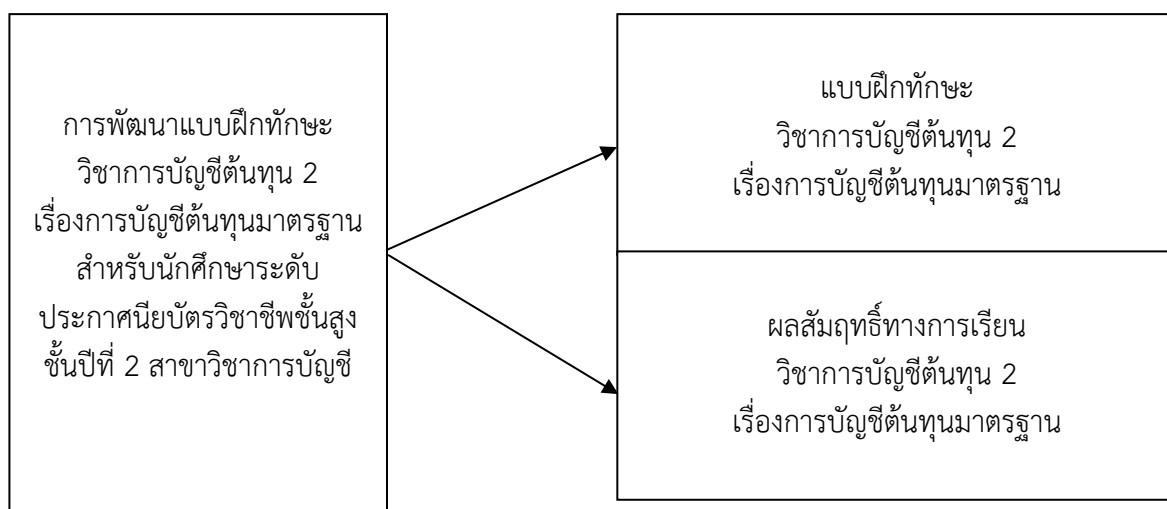 การพัฒนาแบบฝึกทักษะ
วิชาการบัญชีต้นทุน 2
เรื่องการบัญชีต้นทุนมาตรฐาน
สำหรับนักศึกษาระดับ
ประกาศนียบัตรวิชาชีพชั้นสูง
ชั้นปีที่ 2 สาขาวิชาการบัญชี
แบบฝึกทักษะ
วิชาการบัญชีต้นทุน 2
เรื่องการบัญชีต้นทุนมาตรฐาน
ผลสัมฤทธิ์ทางการเรียน
วิชาการบัญชีต้นทุน 2
เรื่องการบัญชีต้นทุนมาตรฐาน